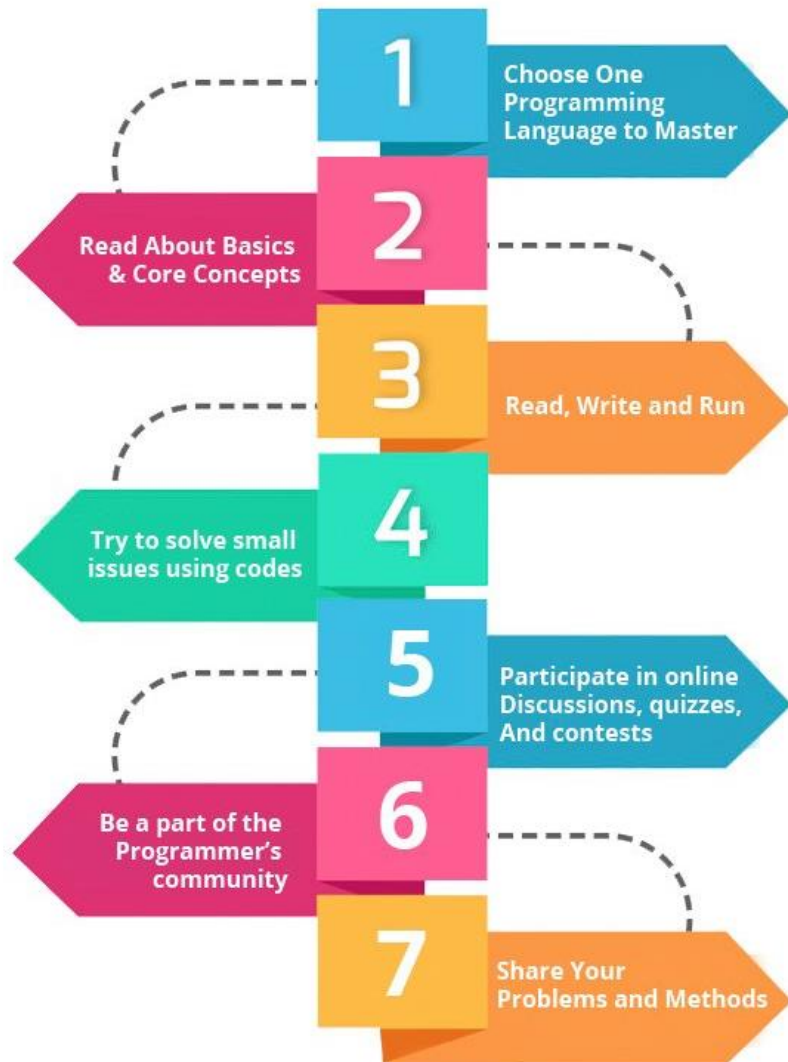 1
Choose One
Programming
Language to Master
2
Read About Basics
& Core Concepts
3
Read, Write and Run
4
Try to solve small
issues using codes
5
Participate in online
Discussions, quizzes,
And contests
6
Be a part of the
Programmer's
community
7
Share Your
Problems and Methods